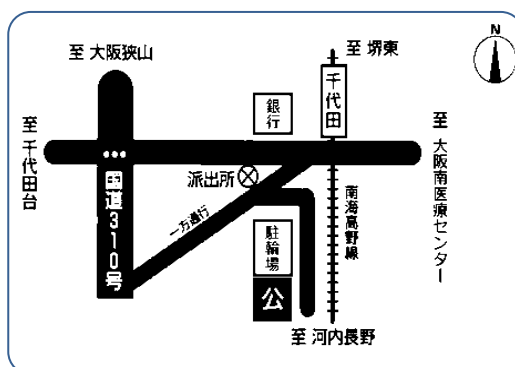 至 大阪狭山
至 堺東
N
千代田
銀行
至 千代田台
至 大阪南医療センター
派出所
国道310号
一方通行
南海高野線
駐輪場
公
至 河内長野